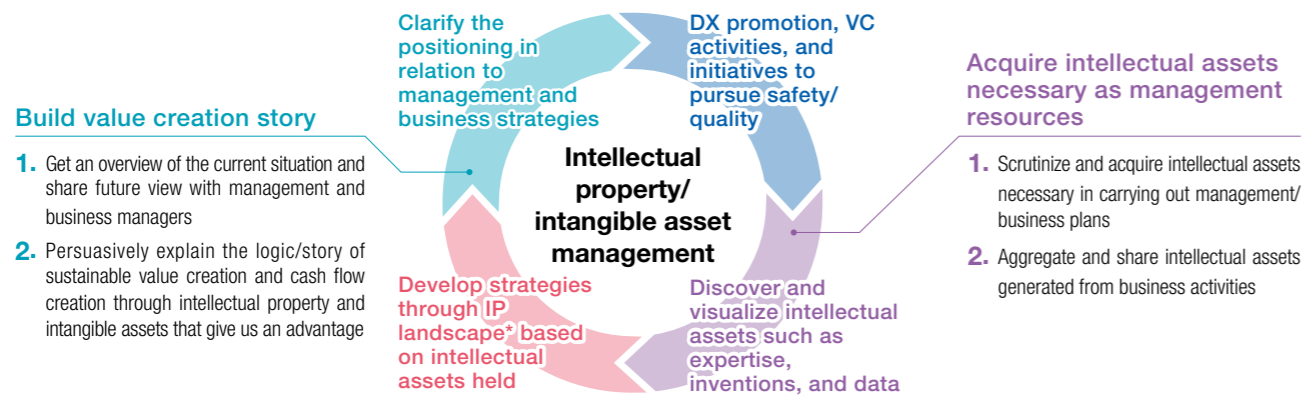 Build value creation story
1. Get an overview of the current situation and
share future view with management and
business managers
2. Persuasively explain the logic/story of
sustainable value creation and cash flow
creation through intellectual property and
intangible assets that give us an advantage
Clarify the
positioning in
relation to
management and
business strategies
DX promotion, VC
activities, and
initiatives to
pursue safety/
quality
Intellectual
property/
intangible asset
management
Develop strategies
through IP
landscape* based
on intellectual
assets held
Discover and
visualize intellectual
assets such as
expertise,
inventions, and data
Acquire intellectual assets
necessary as management
resources
1. Scrutinize and acquire intellectual assets
necessary in carrying out management/
business plans
2. Aggregate and share intellectual assets
generated from business activities